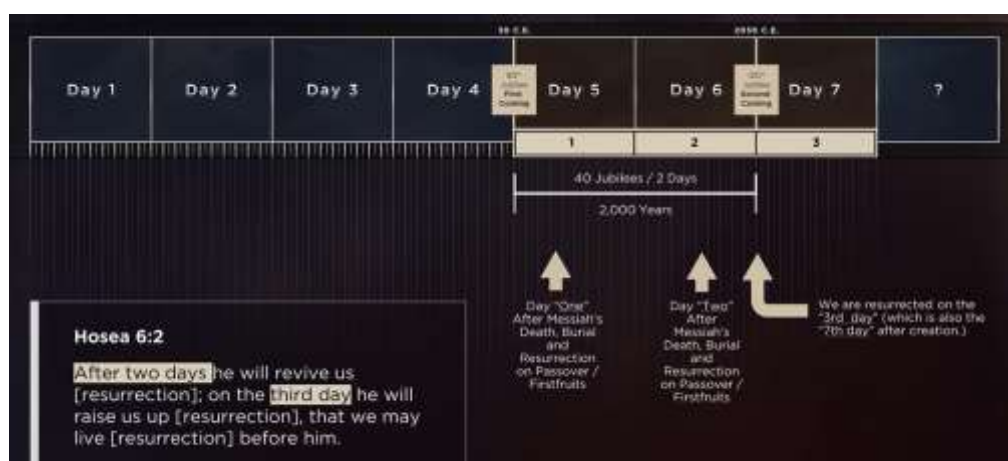 Day 1
Day 2
Day 3
Day 4
Day 5
Day 6
Day 7
?
First
Coming
Second
Coming
1
2
3
40 Jubilees / 2 Days
2,000 Years
Day "One"
After Messiah's
Death, Burial
and
Resurrection
on Passover /
Firstfruits
Day "Two"
After
Messiah's
Death, Burial
and
Resurrection
on Passover /
Firstfruits
We are resurrected on the
"3rd day" (which is also the
"7th day" after creation.)
Hosea 6:2
After two days he will revive us
[resurrection]; on the third day he will
raise us up [resurrection], that we may
live [resurrection] before him.